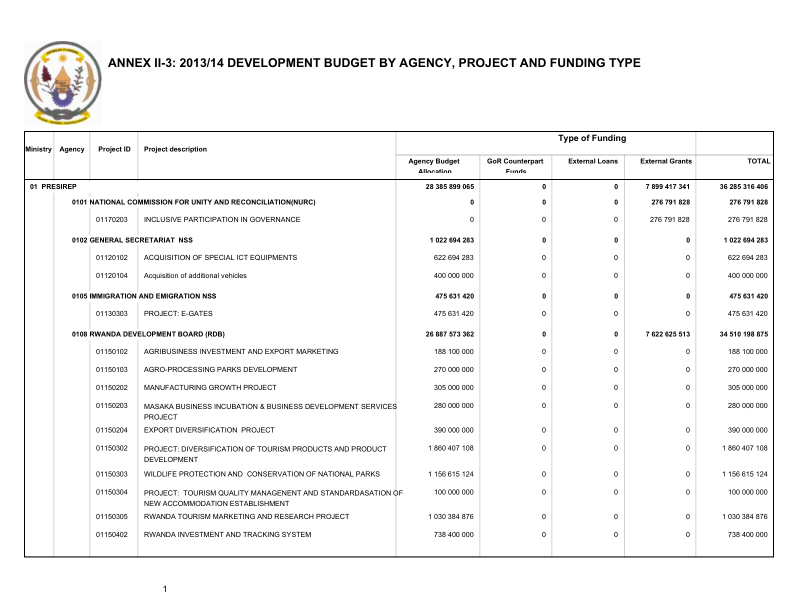 ANNEX II-3: 2013/14 DEVELOPMENT BUDGET BY AGENCY, PROJECT AND FUNDING TYPE
Type of Funding
Ministry Agency Project ID Project description
Agency Budget Allocation GoR Counterpart Funds External Loans External Grants TOTAL
01 PRESIREP 28 385 899 065 0 0 7 899 417 341 36 285 316 406
0101 NATIONAL COMMISSION FOR UNITY AND RECONCILIATION(NURC) 0 0 0 276 791 828 276 791 828
01170203 INCLUSIVE PARTICIPATION IN GOVERNANCE 0 0 0 276 791 828 276 791 828
0102 GENERAL SECRETARIAT NSS 1 022 694 283 0 0 0 1 022 694 283
01120102 ACQUISITION OF SPECIAL ICT EQUIPMENTS 622 694 283 0 0 0 622 694 283
01120104 Acquisition of additional vehicles 400 000 000 0 0 0 400 000 000
0105 IMMIGRATION AND EMIGRATION NSS 475 631 420 0 0 0 475 631 420
01130303 PROJECT: E-GATES 475 631 420 0 0 0 475 631 420
0108 RWANDA DEVELOPMENT BOARD (RDB) 26 887 573 362 0 0 7 622 625 513 34 510 198 875
01150102 AGRIBUSINESS INVESTMENT AND EXPORT MARKETING 188 100 000 0 0 0 188 100 000
01150103 AGRO-PROCESSING PARKS DEVELOPMENT 270 000 000 0 0 0 270 000 000
01150202 MANUFACTURING GROWTH PROJECT 305 000 000 0 0 0 305 000 000
01150203 MASAKA BUSINESS INCUBATION & BUSINESS DEVELOPMENT SERVICES 280 000 000 0 0 0 280 000 000
PROJECT
01150204 EXPORT DIVERSIFICATION PROJECT 390 000 000 0 0 0 390 000 000
01150302 PROJECT: DIVERSIFICATION OF TOURISM PRODUCTS AND PRODUCT 1 860 407 108 0 0 0 1 860 407 108
DEVELOPMENT
01150303 WILDLIFE PROTECTION AND CONSERVATION OF NATIONAL PARKS 1 156 615 124 0 0 0 1 156 615 124
01150304 PROJECT: TOURISM QUALITY MANAGENENT AND STANDARDASATION OF 100 000 000 0 0 0 100 000 000
NEW ACCOMMODATION ESTABLISHMENT
01150305 RWANDA TOURISM MARKETING AND RESEARCH PROJECT 1 030 384 876 0 0 0 1 030 384 876
01150402 RWANDA INVESTMENT AND TRACKING SYSTEM 738 400 000 0 0 0 738 400 000
1